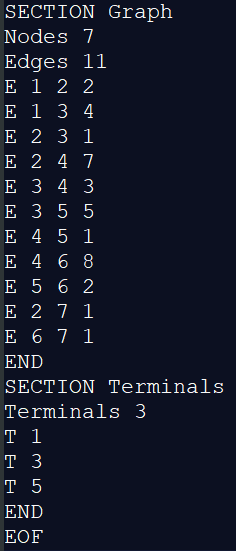 SECTION Graph
Nodes 7
Edges 11
E 1 2 2
E 1 3 4
E 2 3 1
E 2 4 7
E 3 4 3
E 3 5 5
E 4 5 1
E 4 6 8
E 5 6 2
E 2 7 1
E 6 7 1
END
SECTION Terminals
Terminals 3
T 1
T 3
T 5
END
EOF